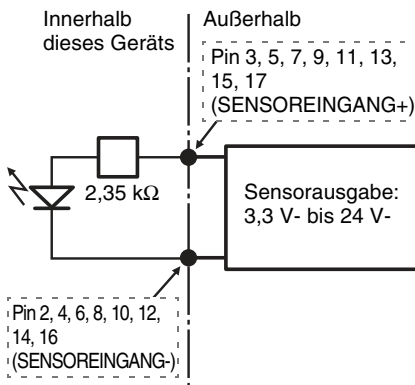 Innerhalb
dieses Geräts
Außerhalb
Pin 3, 5, 7, 9, 11, 13,
15, 17
(SENSOREINGANG+)
2,35 kΩ
Sensorausgabe:
3,3 V- bis 24 V-
Pin 2, 4, 6, 8, 10, 12,
14, 16
(SENSOREINGANG-)